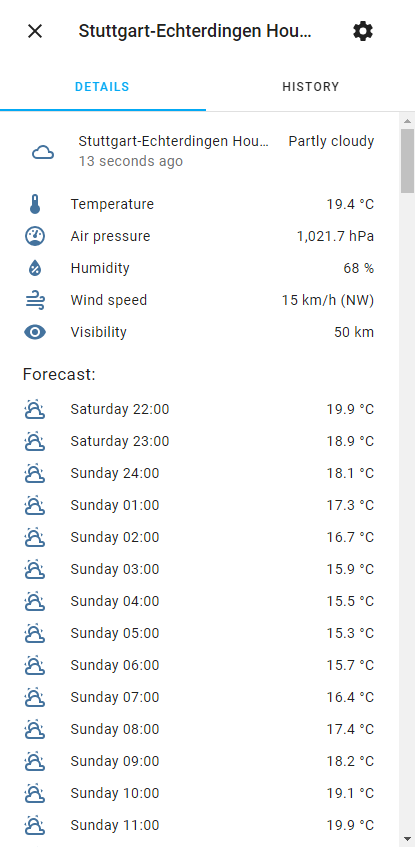 Stuttgart-Echterdingen Hou…
DETAILS HISTORY
Stuttgart-Echterdingen Hou… Partly cloudy
13 seconds ago
Temperature 19.4 °C
Air pressure 1,021.7 hPa
Humidity 68 %
Wind speed 15 km/h (NW)
Visibility 50 km
Forecast:
Saturday 22:00 19.9 °C
Saturday 23:00 18.9 °C
Sunday 24:00 18.1 °C
Sunday 01:00 17.3 °C
Sunday 02:00 16.7 °C
Sunday 03:00 15.9 °C
Sunday 04:00 15.5 °C
Sunday 05:00 15.3 °C
Sunday 06:00 15.7 °C
Sunday 07:00 16.4 °C
Sunday 08:00 17.4 °C
Sunday 09:00 18.2 °C
Sunday 10:00 19.1 °C
Sunday 11:00 19.9 °C